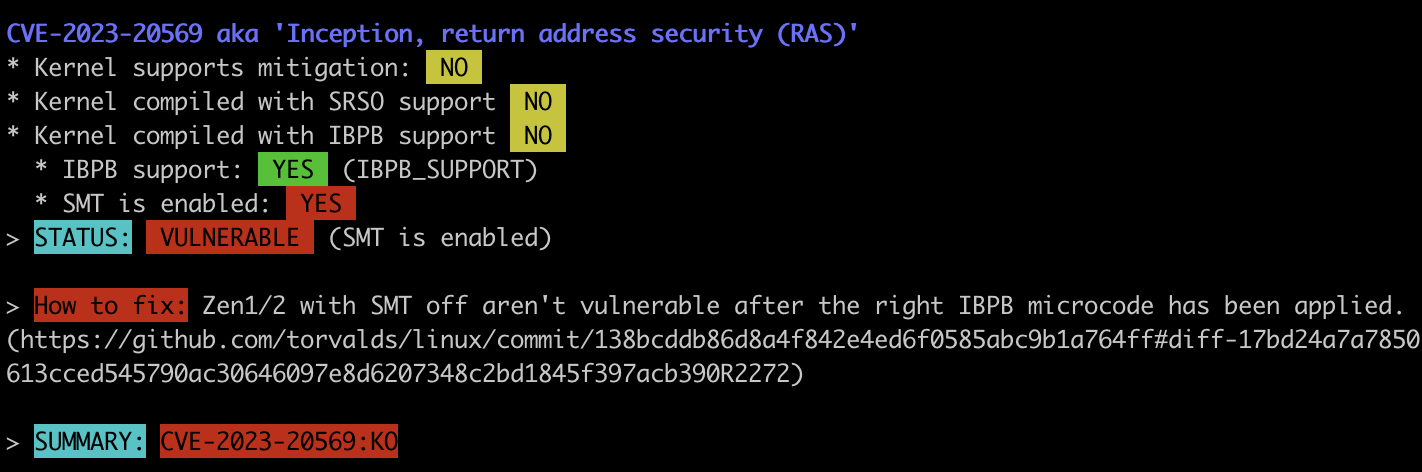 CVE-2023-20569 aka 'Inception, return address security (RAS)'
* Kernel supports mitigation: NO
* Kernel compiled with SRSO support NO
* Kernel compiled with IBPB support NO
* IBPB support: YES (IBPB_SUPPORT)
* SMT is enabled: YES
> STATUS: VULNERABLE (SMT is enabled)
> How to fix: Zen1/2 with SMT off aren't vulnerable after the right IBPB microcode has been applied.
(https://github.com/torvalds/linux/commit/138bcddb86d8a4f842e4ed6f0585abc9b1a764ff#diff-17bd24a7a7850
613cced545790ac30646097e8d6207348c2bd1845f397acb390R2272)
> SUMMARY: CVE-2023-20569:KO